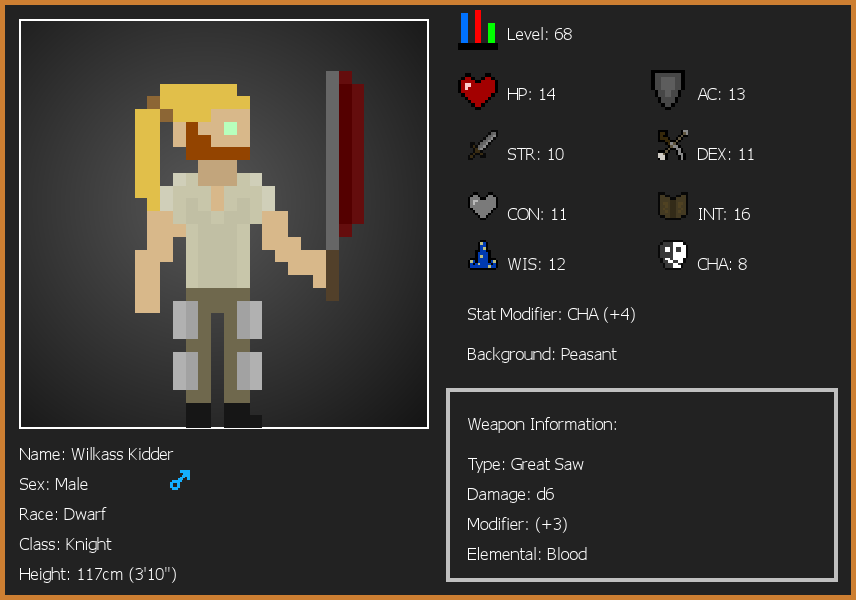 Level: 68
HP: 14
AC: 13
STR: 10
DEX: 11
CON: 11
INT: 16
WIS: 12
CHA: 8
Stat Modifier: CHA (+4)
Background: Peasant
Weapon Information:
Type: Great Saw
Damage: d6
Modifier: (+3)
Elemental: Blood
Name: Wilkass Kidder
Sex: Male
Race: Dwarf
Class: Knight
Height: 117cm (3'10")